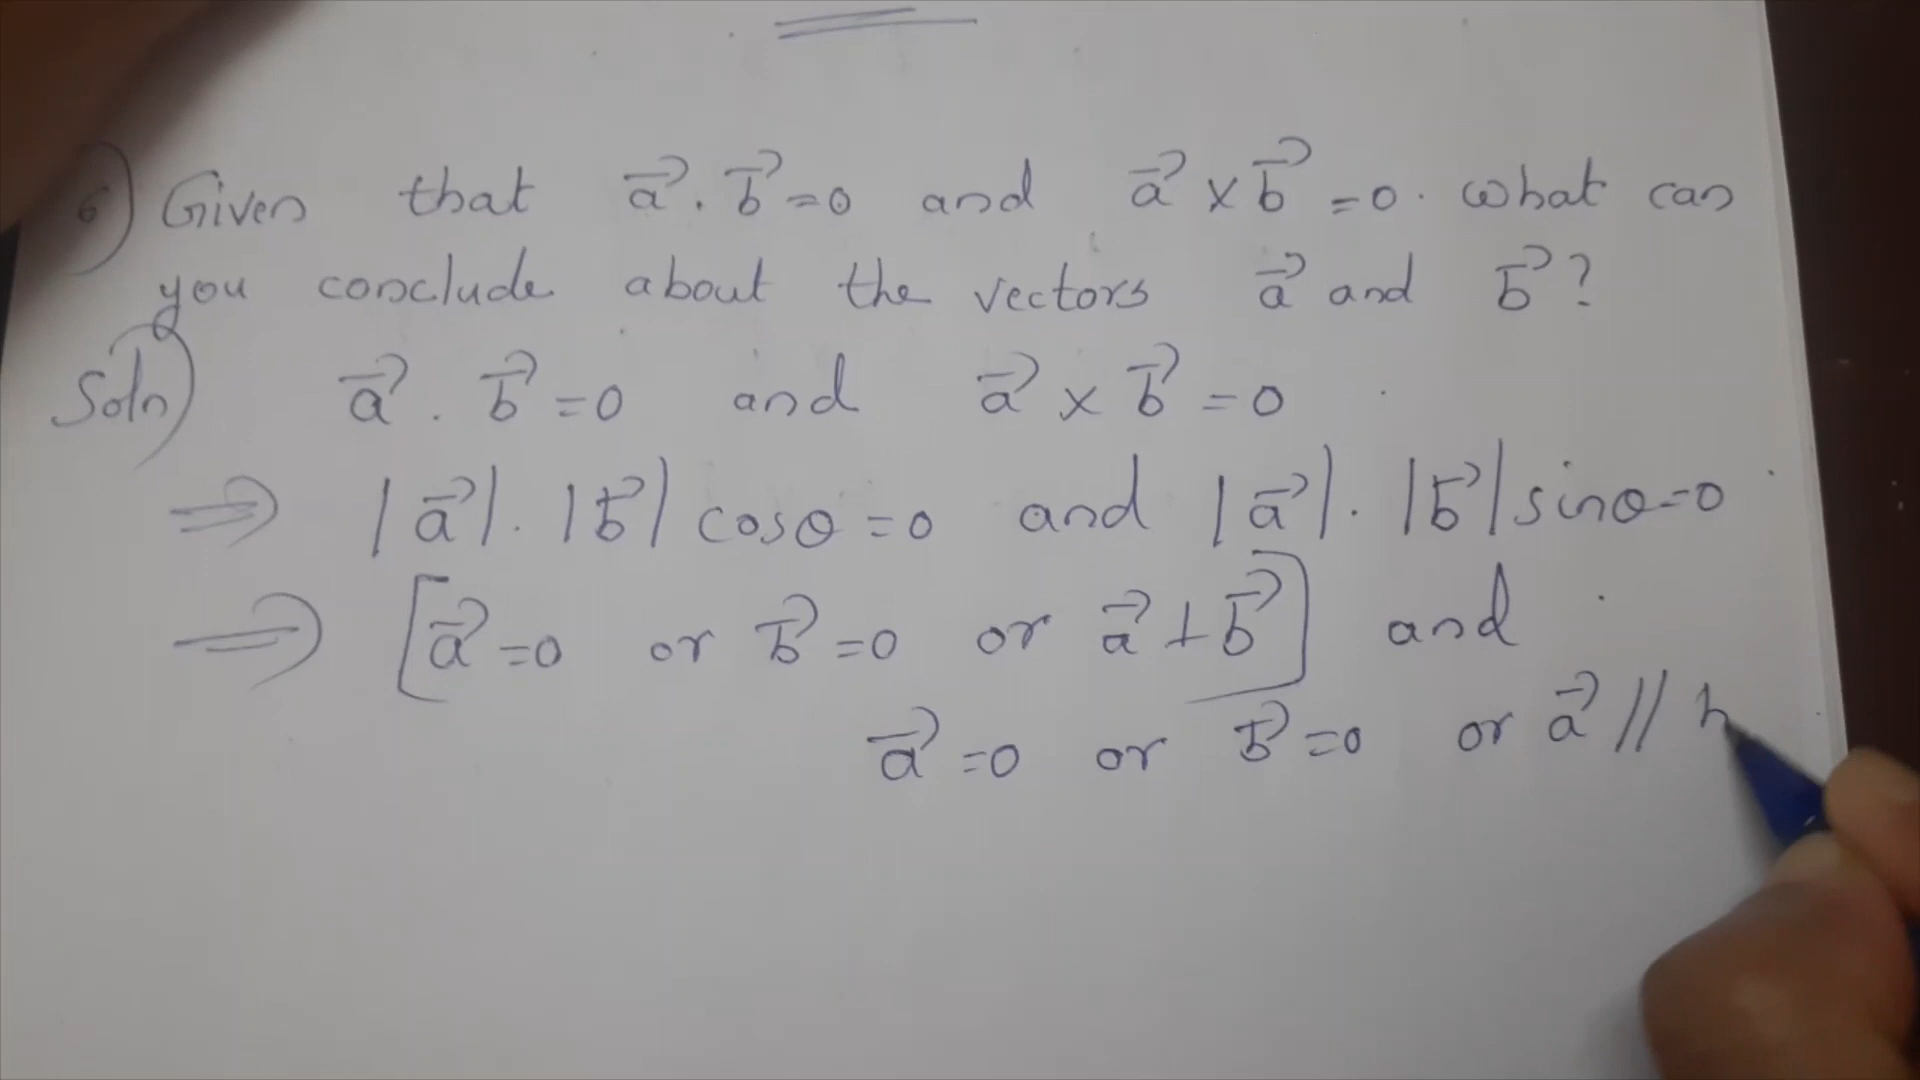 6) Given that a⃗ . b⃗ = 0 and a⃗ × b⃗ = 0. what can
you conclude about the vectors a⃗ and b⃗ ?
Soln) a⃗ . b⃗ = 0 and a⃗ × b⃗ = 0
⇒ |a⃗| . |b⃗| cosθ = 0 and |a⃗| . |b⃗| sinθ = 0
⇒ [a⃗ = 0 or b⃗ = 0 or a⃗ ⊥ b⃗] and
a⃗ = 0 or b⃗ = 0 or a⃗ //